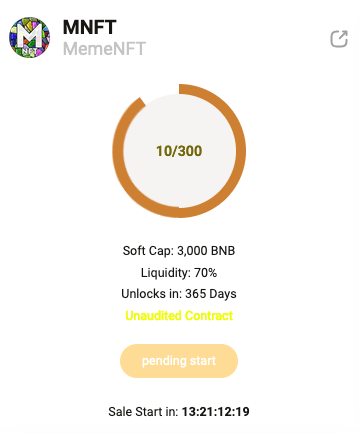 MNFT
MemeNFT
M
NFT
10/300
Soft Cap: 3,000 BNB
Liquidity: 70%
Unlocks in: 365 Days
Unaudited Contract
pending start
Sale Start in: 13:21:12:19